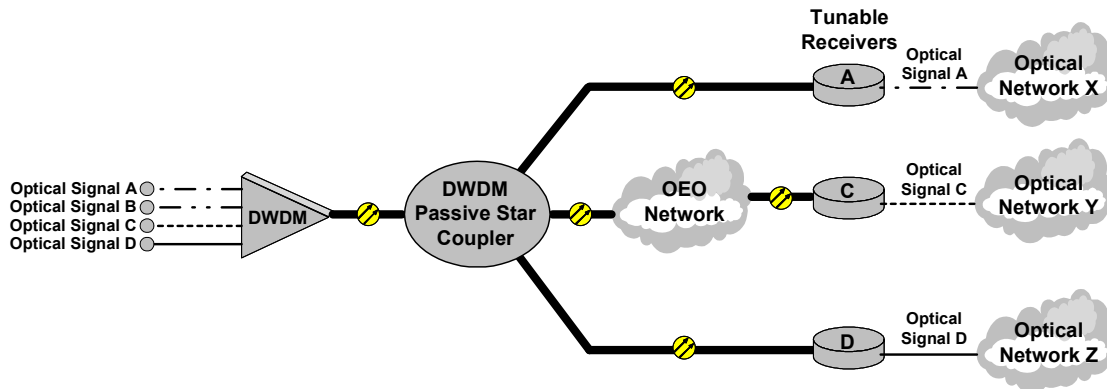 Tunable
Receivers
A
Optical
Signal A
Optical
Network X
Optical Signal A
Optical Signal B
Optical Signal C
Optical Signal D
DWDM
DWDM
Passive Star
Coupler
OEO
Network
C
Optical
Signal C
Optical
Network Y
D
Optical
Signal D
Optical
Network Z